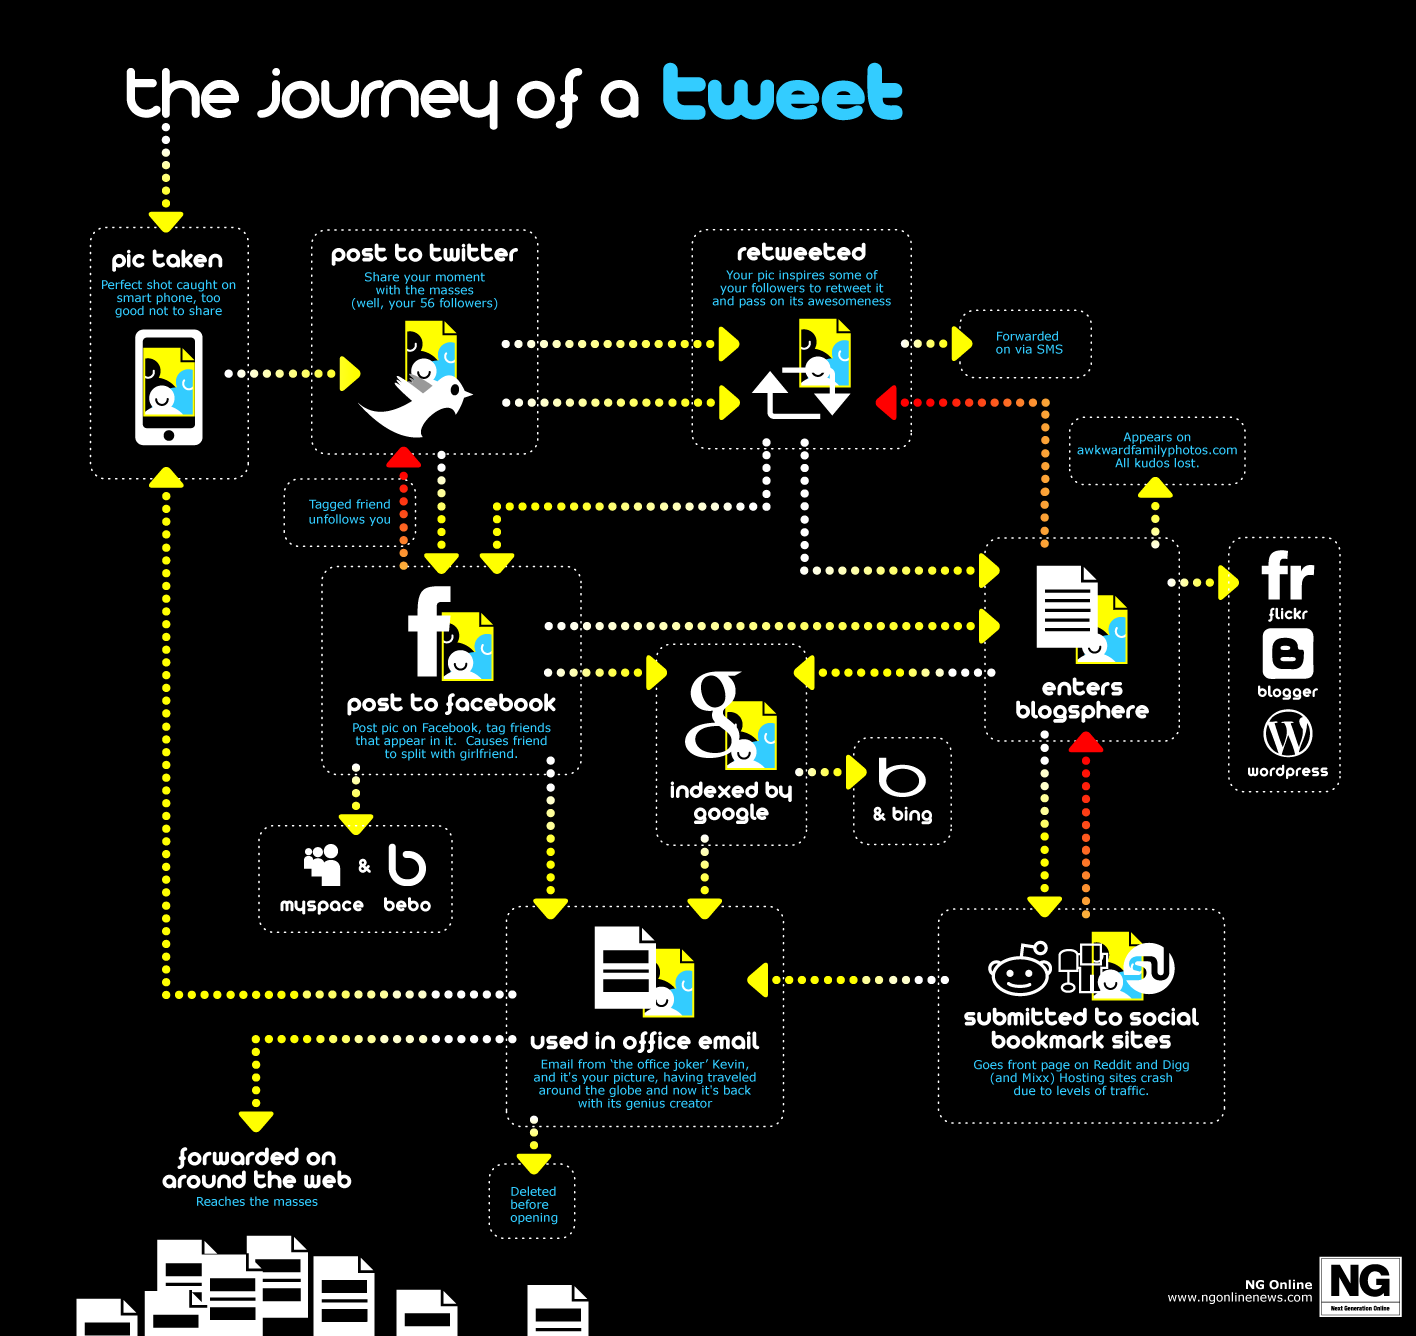 the journey of a tweet
pic taken
Perfect shot caught on
smart phone, too
good not to share
post to twitter
Share your moment
with the masses
(well, your 56 followers)
retweeted
Your pic inspires some of
your followers to retweet it
and pass on its awesomeness
Forwarded
on via SMS
Appears on
awkwardfamilyphotos.com
All kudos lost.
Tagged friend
unfollows you
f
post to facebook
Post pic on Facebook, tag friends
that appear in it.  Causes friend
to split with girlfriend.
g
indexed by
google
b
& bing
enters
blogsphere
fr
flickr
B
blogger
W
wordpress
&
b
myspace
bebo
used in office email
Email from ‘the office joker’ Kevin,
and it's your picture, having traveled
around the globe and now it's back
with its genius creator
submitted to social
bookmark sites
Goes front page on Reddit and Digg
(and Mixx) Hosting sites crash
due to levels of traffic.
forwarded on
around the web
Reaches the masses
Deleted
before
opening
NG Online
www.ngonlinenews.com
NG
Next Generation Online